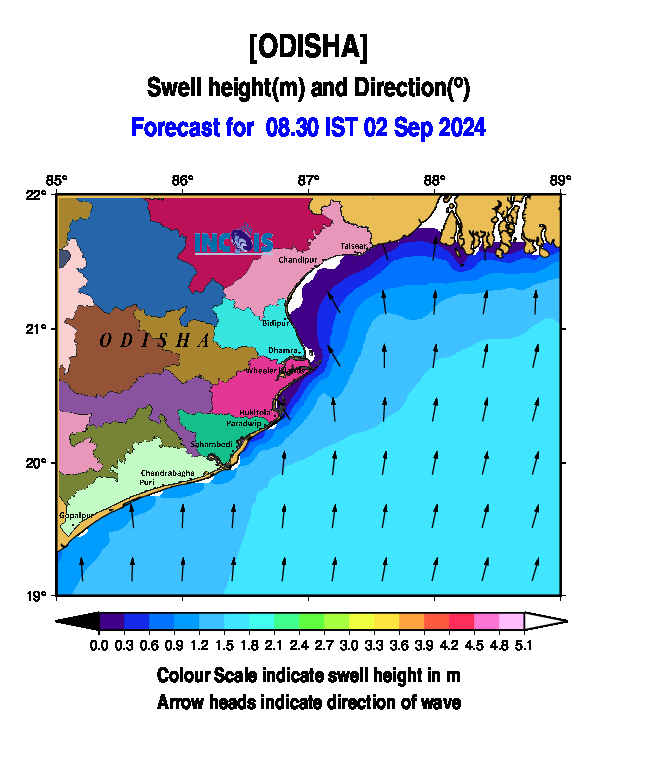 [ODISHA]
Swell height(m) and Direction(º)
Forecast for 08.30 IST 02 Sep 2024
85° 86° 87° 88° 89°
22°
INCOIS
Talsear
Chandipur
21°
Bidipur
ODISHA
Dhamra
Wheeler
Hukitola
Paradwip
Saharabedi
20°
Chandrabaghe
Puri
Gopalpur
19°
0.0 0.3 0.6 0.9 1.2 1.5 1.8 2.1 2.4 2.7 3.0 3.3 3.6 3.9 4.2 4.5 4.8 5.1
Colour Scale indicate swell height in m
Arrow heads indicate direction of wave